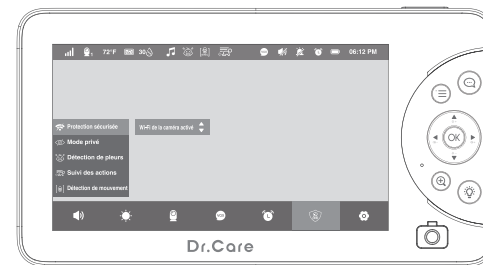 72°F 30 06:12 PM
Protection sécurisée Wi-Fi de la caméra activé
Mode privé
Détection de pleurs
Suivi des actions
Détection de mouvement
VOX
OK
Dr.Care